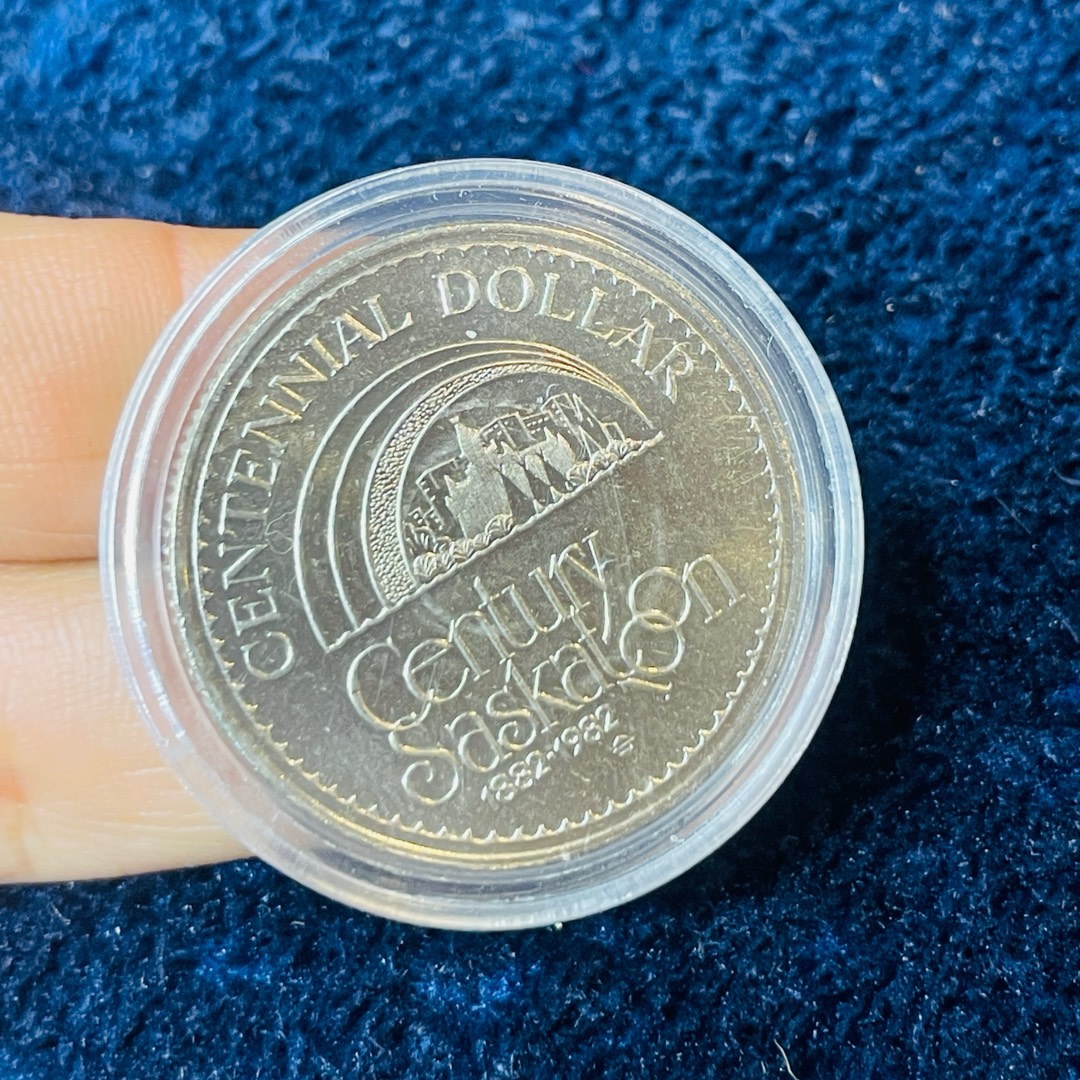 CENTENNIAL DOLLAR
Century
Saskatoon
1882·1982